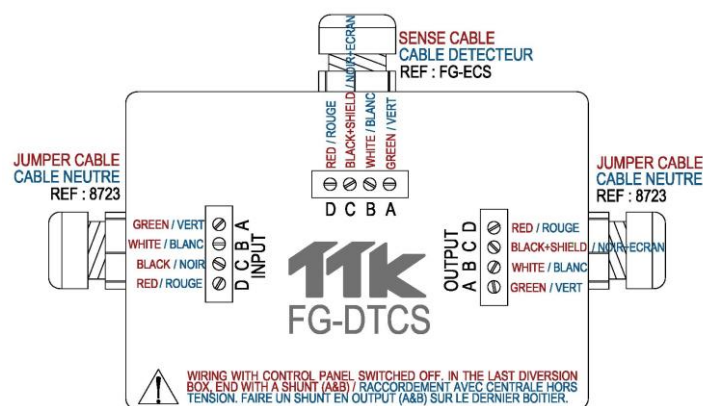 SENSE CABLE
CABLE DETECTEUR
REF : FG-ECS
RED / ROUGE
BLACK+SHIELD / NOIR+ECRAN
WHITE / BLANC
GREEN / VERT
D C B A
JUMPER CABLE
CABLE NEUTRE
REF : 8723
GREEN / VERT
WHITE / BLANC
BLACK / NOIR
RED / ROUGE
A
B
C
D
INPUT
TTK
FG-DTCS
OUTPUT
D
C
B
A
RED / ROUGE
BLACK+SHIELD / NOIR+ECRAN
WHITE / BLANC
GREEN / VERT
JUMPER CABLE
CABLE NEUTRE
REF : 8723
WIRING WITH CONTROL PANEL SWITCHED OFF. IN THE LAST DIVERSION
BOX, END WITH A SHUNT (A&B) / RACCORDEMENT AVEC CENTRALE HORS
TENSION. FAIRE UN SHUNT EN OUTPUT (A&B) SUR LE DERNIER BOITIER.